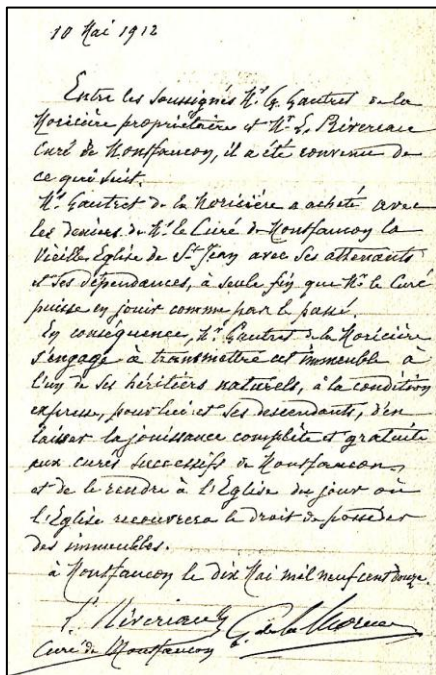 10 Mai 1912
Entre les soussignés Mr G. Gautret de la
Moricière propriétaire et Mr E. Rivereau
Curé de Montfaucon, il a été convenu de
ce qui suit.
Mr Gautret de la Moricière a acheté avec
les deniers de Mr le Curé de Montfaucon la
vieille Eglise de St Jean avec ses attenants
et ses dépendances, à seule fin que Mr le Curé
puisse en jouir comme par le passé.
En conséquence, Mr Gautret de la Moricière
s'engage à transmettre cet immeuble à
l'un de ses héritiers naturels, à la condition
expresse, pour lui et ses descendants, d'en
laisser la jouissance complète et gratuite
aux curés successifs de Montfaucon
et de le rendre à l'Eglise du jour où
l'Eglise recouvrera le droit de posséder
des immeubles.
à Montfaucon le dix Mai mil neuf cent douze
Rivereau G. de la
Curé de Montfaucon